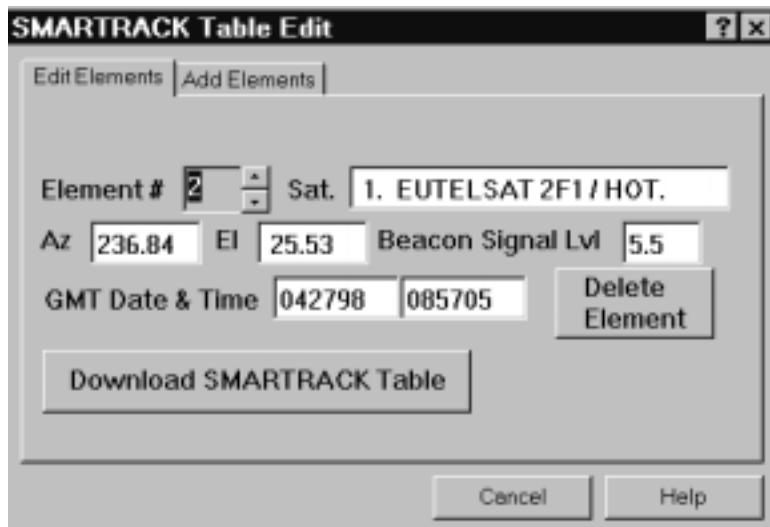 SMARTRACK Table Edit ? ×
Edit Elements Add Elements
Element # 2 Sat. 1. EUTELSAT 2F1 / HOT.
Az 236.84 El 25.53 Beacon Signal Lvl 5.5
GMT Date & Time 042798 085705 Delete
Element
Download SMARTRACK Table
Cancel Help